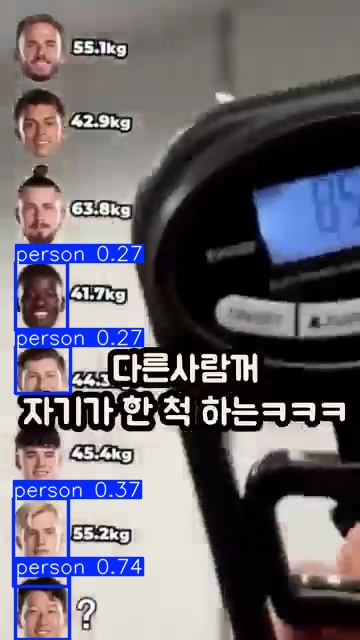 55.1kg
42.9kg
63.8kg
person 0.27
41.7kg
person 0.27
다른사람꺼
자기가 한 척 하는ㅋㅋㅋ
45.4kg
person 0.37
55.2kg
person 0.74
?